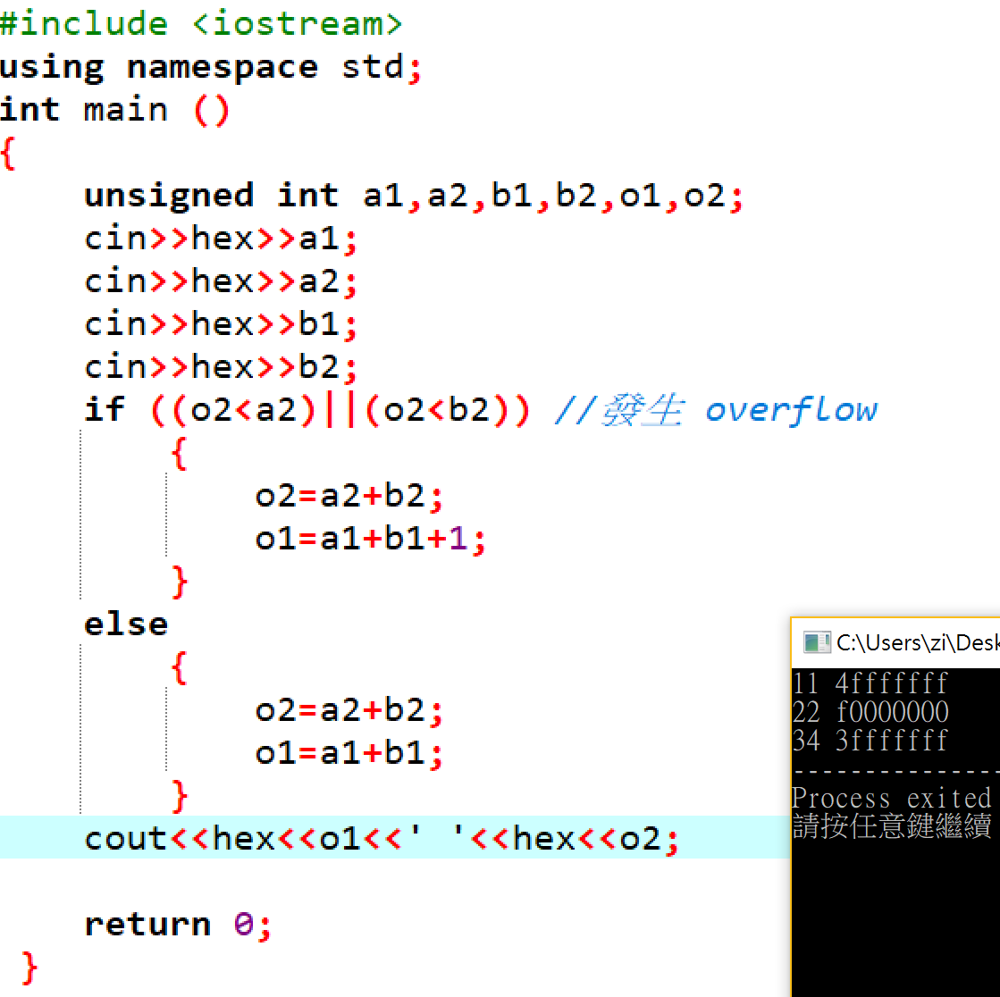 #include <iostream>
using namespace std;
int main ()
{
    unsigned int a1,a2,b1,b2,o1,o2;
    cin>>hex>>a1;
    cin>>hex>>a2;
    cin>>hex>>b1;
    cin>>hex>>b2;
    if ((o2<a2)||(o2<b2)) //發生 overflow
        {
            o2=a2+b2;
            o1=a1+b1+1;
        }
    else
        {
            o2=a2+b2;
            o1=a1+b1;
        }
    cout<<hex<<o1<<' '<<hex<<o2;
    return 0;
 }
C:\Users\zi\Desk
11 4fffffff
22 f0000000
34 3fffffff
---------------
Process exited
請按任意鍵繼續